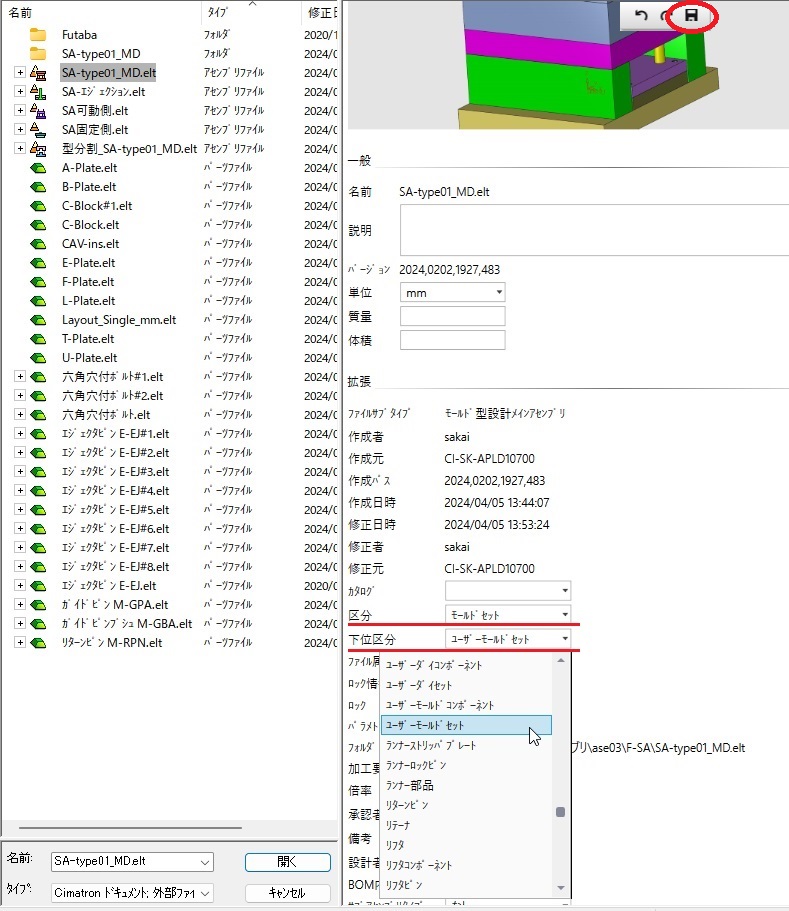 名前 タイプ 修正日
Futaba フォルダ 2020/1
SA-type01_MD フォルダ 2024/0
SA-type01_MD.elt アセンブリファイル 2024/0
SA-エジェクション.elt アセンブリファイル 2024/0
SA可動側.elt アセンブリファイル 2024/0
SA固定側.elt アセンブリファイル 2024/0
型分割_SA-type01_MD.elt アセンブリファイル 2024/0
A-Plate.elt パーツファイル 2024/0
B-Plate.elt パーツファイル 2024/0
C-Block#1.elt パーツファイル 2024/0
C-Block.elt パーツファイル 2024/0
CAV-ins.elt パーツファイル 2024/0
E-Plate.elt パーツファイル 2024/0
F-Plate.elt パーツファイル 2024/0
L-Plate.elt パーツファイル 2024/0
Layout_Single_mm.elt パーツファイル 2024/0
T-Plate.elt パーツファイル 2024/0
U-Plate.elt パーツファイル 2024/0
六角穴付ボルト#1.elt パーツファイル 2024/0
六角穴付ボルト#2.elt パーツファイル 2024/0
六角穴付ボルト.elt パーツファイル 2024/0
エジェクタピン E-EJ#1.elt パーツファイル 2024/0
エジェクタピン E-EJ#2.elt パーツファイル 2024/0
エジェクタピン E-EJ#3.elt パーツファイル 2024/0
エジェクタピン E-EJ#4.elt パーツファイル 2024/0
エジェクタピン E-EJ#5.elt パーツファイル 2024/0
エジェクタピン E-EJ#6.elt パーツファイル 2024/0
エジェクタピン E-EJ#7.elt パーツファイル 2024/0
エジェクタピン E-EJ#8.elt パーツファイル 2024/0
エジェクタピン E-EJ.elt パーツファイル 2020/0
ガイドピン M-GPA.elt パーツファイル 2024/0
ガイドピンブシュ M-GBA.elt パーツファイル 2024/0
リターンピン M-RPN.elt パーツファイル 2024/0
名前: SA-type01_MD.elt 開く
タイプ: Cimatron ドキュメント; 外部ファイ キャンセル
一般
名前 SA-type01_MD.elt
説明
バージョン 2024,0202,1927,483
単位 mm
質量
体積
拡張
ファイルサブタイプ モールド型設計メインアセンブリ
作成者 sakai
作成元 CI-SK-APLD10700
作成パス 2024,0202,1927,483
作成日時 2024/04/05 13:44:07
修正日時 2024/04/05 13:53:24
修正者 sakai
修正元 CI-SK-APLD10700
カタログ
区分 モールドセット
下位区分 ユーザーモールドセット
ファイル属 ユーザーダイコンポーネント
ロック情 ユーザーダイセット
ロック ユーザーモールドコンポーネント
パラメト ユーザーモールドセット
フォルダ ランナーストリッパプレート プリ\ase03\F-SA\SA-type01_MD.elt
加工要 ランナーロックピン
倍率 ランナー部品
承認者 リターンピン
備考 リテーナ
リフタ
設計者 リフタコンポーネント
BOMP リフタピン